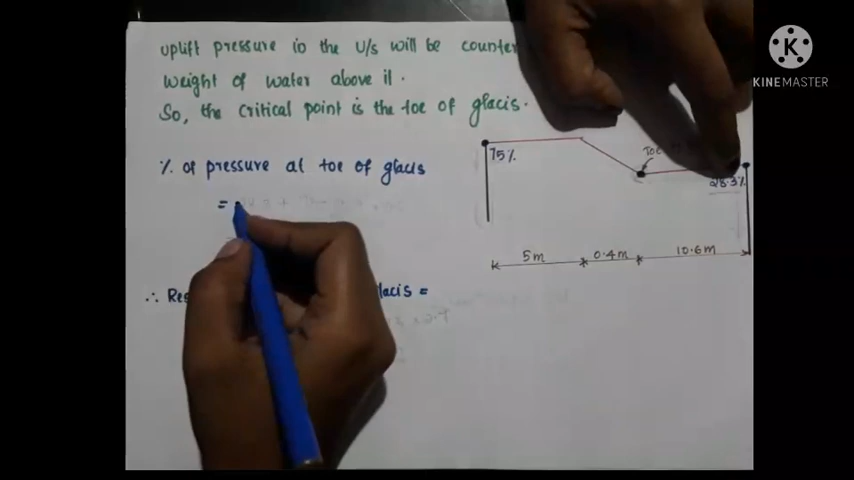 uplift pressure in the U/s will be counter
weight of water above it.
So, the critical point is the toe of glacis.
% of pressure at toe of glacis
=
∴ Res lacis =
75%
Toe
28.3%
5m 0.4m 10.6m
K
KINEMASTER